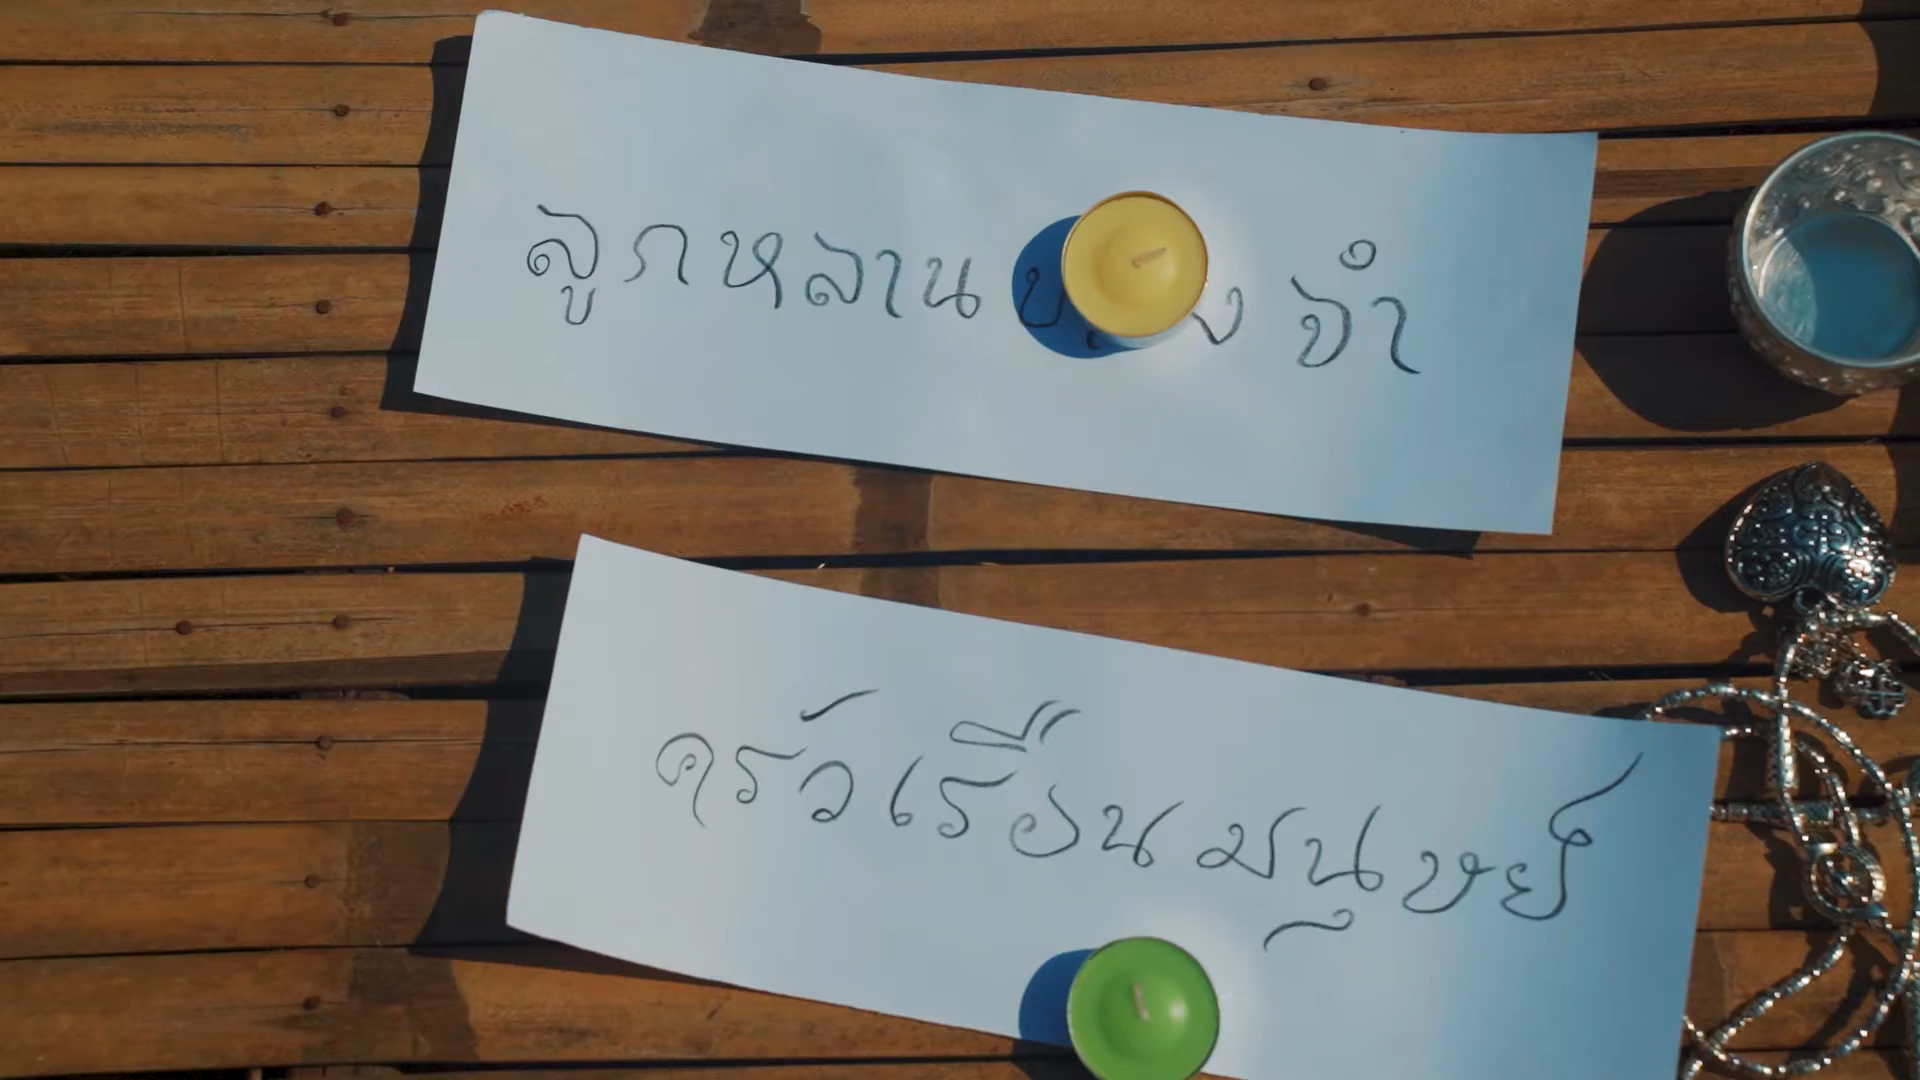 ลูกหลาน จำ
ครัวเรือน มนุษย์